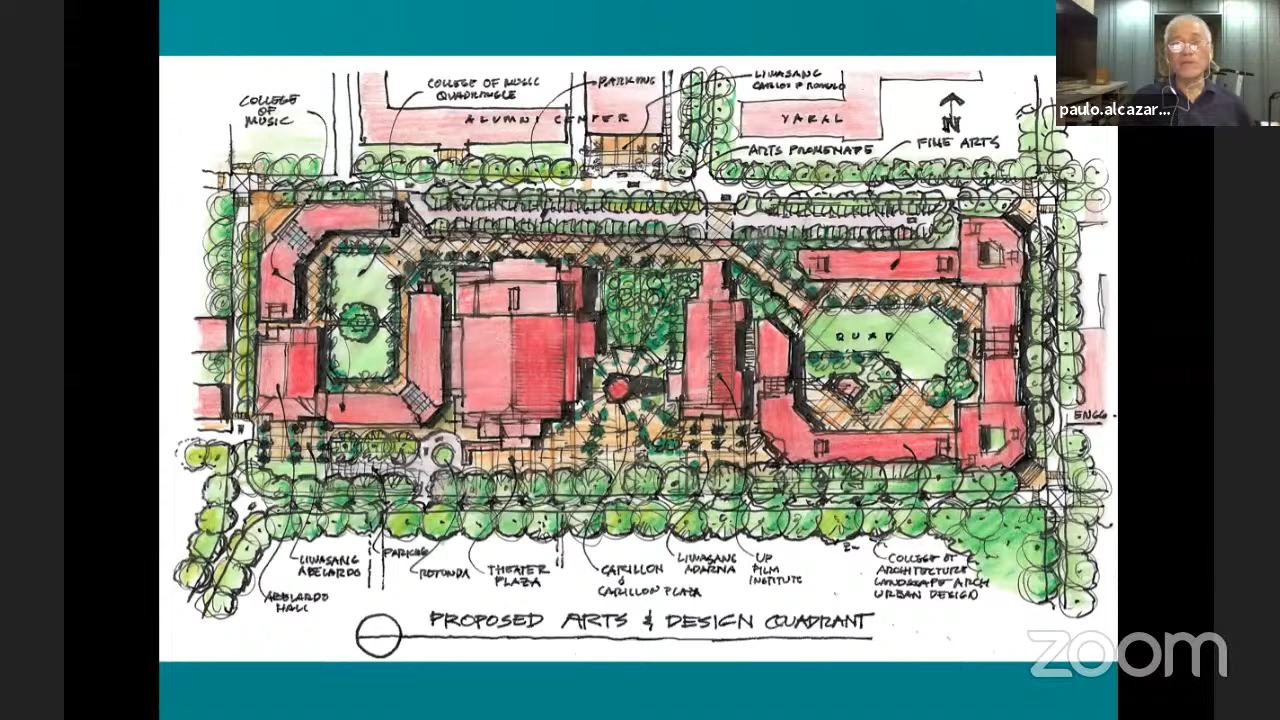 paulo.alcazar...
COLLEGE OF MUSIC
QUADRANGLE
PARKING
LIWASANG
CARLOS P ROMULO
COLLEGE
OF
MUSIC
ALUMNI CENTER
VARGAS
N
ARTS PROMENADE
FINE ARTS
QUAD
ENGG
LIWASANG
ABELARDO
PARKING
ROTUNDA
THEATER
PLAZA
CARILLON
&
CARILLON PLAZA
LIWASANG
ADARNA
UP
FILM
INSTITUTE
COLLEGE OF
ARCHITECTURE
LANDSCAPE ARCH
URBAN DESIGN
ABELARDO
HALL
PROPOSED ARTS & DESIGN QUADRANT
zoom